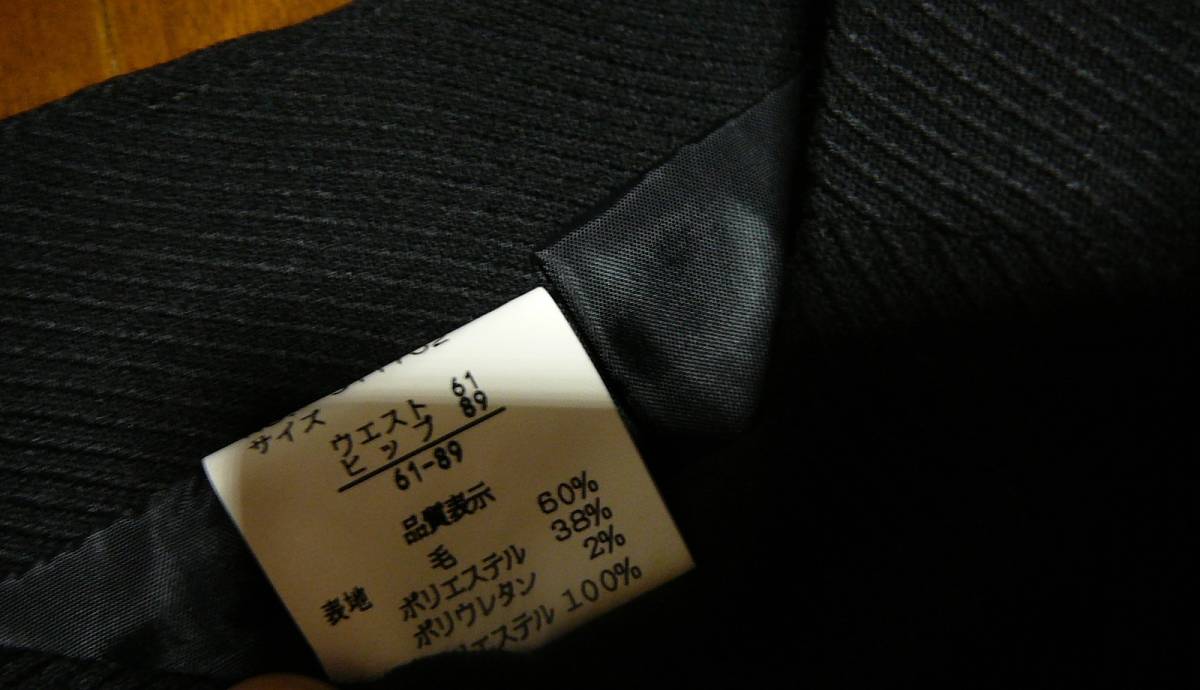 サイズ ウエスト 61
ヒップ 89
61-89
品質表示
表地 毛 60%
ポリエステル 38%
ポリウレタン 2%
エステル 100%